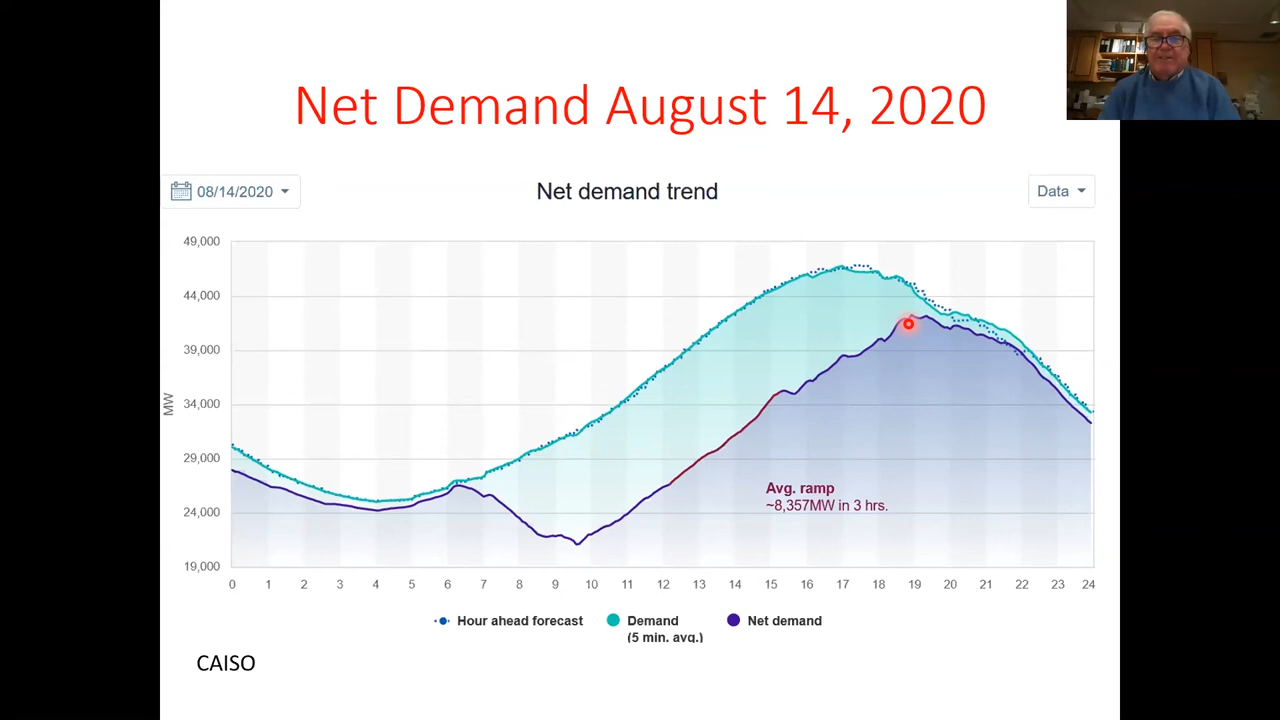 Net Demand August 14, 2020
08/14/2020
Net demand trend
Data
49,000
44,000
39,000
34,000
29,000
24,000
19,000
MW
Avg. ramp
~8,357MW in 3 hrs.
0 1 2 3 4 5 6 7 8 9 10 11 12 13 14 15 16 17 18 19 20 21 22 23 24
Hour ahead forecast
Demand
(5 min. avg.)
Net demand
CAISO